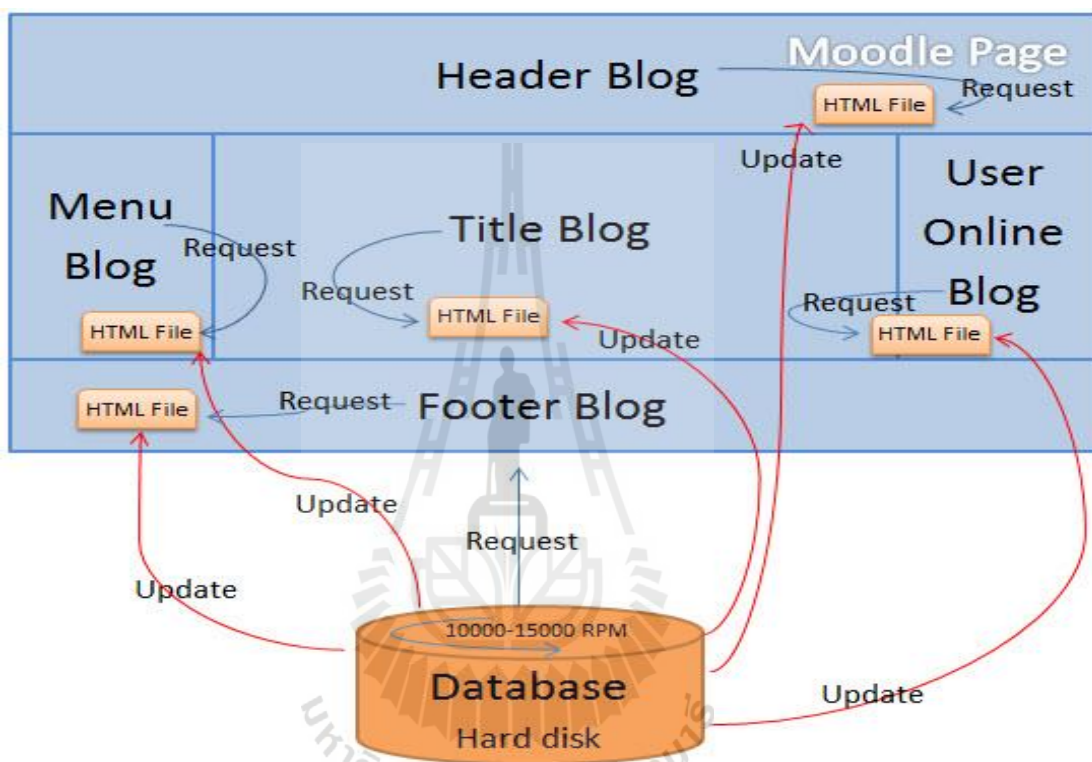 Moodle Page
Header Blog
Request
HTML File
Update
Menu
Blog
Request
HTML File
Title Blog
Request
HTML File
Update
User
Online
Blog
Request
HTML File
HTML File
Request
Footer Blog
Update
Request
Update
Update
10000-15000 RPM
Database
Hard disk